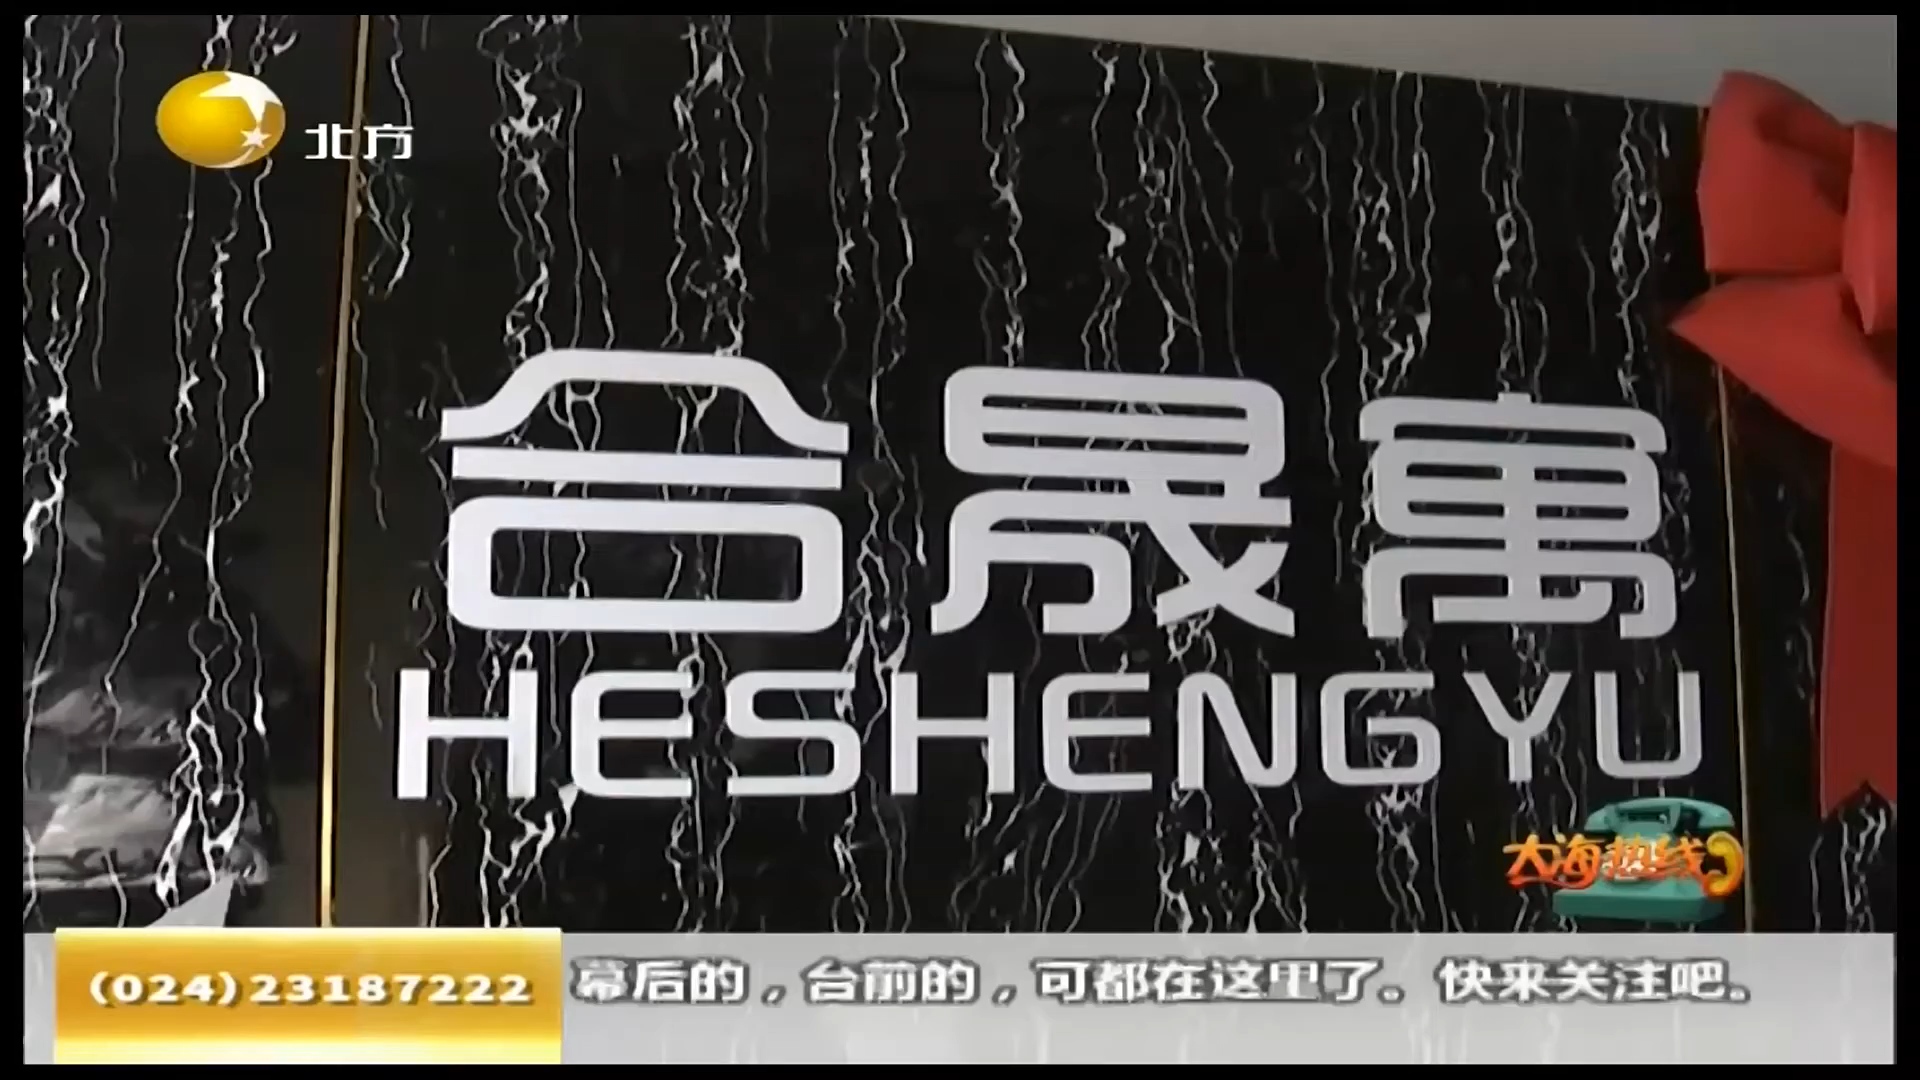 北方
合晟寓
HESHENGYU
大海热线
(024)23187222
幕后的，台前的，可都在这里了。快来关注吧。